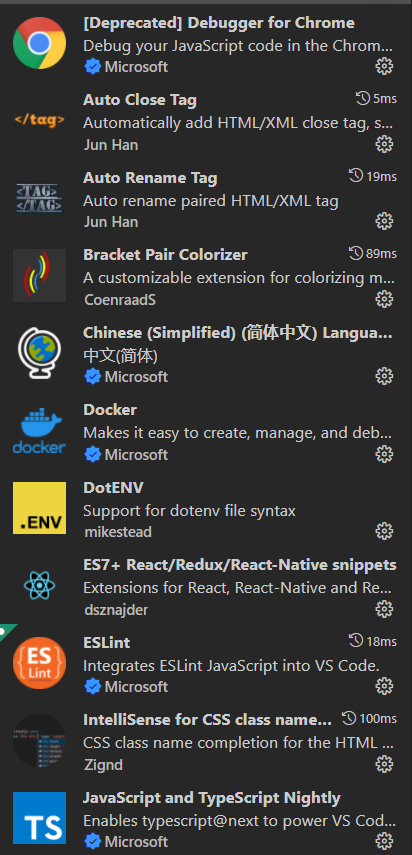 [Deprecated] Debugger for Chrome
Debug your JavaScript code in the Chrom...
Microsoft
Auto Close Tag 5ms
</tag> Automatically add HTML/XML close tag, s...
Jun Han
Auto Rename Tag 19ms
<TAG>
</TAG>
Auto rename paired HTML/XML tag
Jun Han
Bracket Pair Colorizer 89ms
A customizable extension for colorizing m...
CoenraadS
Chinese (Simplified) (简体中文) Langua...
中文(简体)
Microsoft
Docker
Makes it easy to create, manage, and deb...
docker Microsoft
DotENV
Support for dotenv file syntax
.ENV mikestead
ES7+ React/Redux/React-Native snippets
Extensions for React, React-Native and Re...
dsznajder
ESLint 18ms
{ES
Lint}
Integrates ESLint JavaScript into VS Code.
Microsoft
IntelliSense for CSS class name... 100ms
CSS class name completion for the HTML ...
Zignd
JavaScript and TypeScript Nightly
TS Enables typescript@next to power VS Cod...
Microsoft